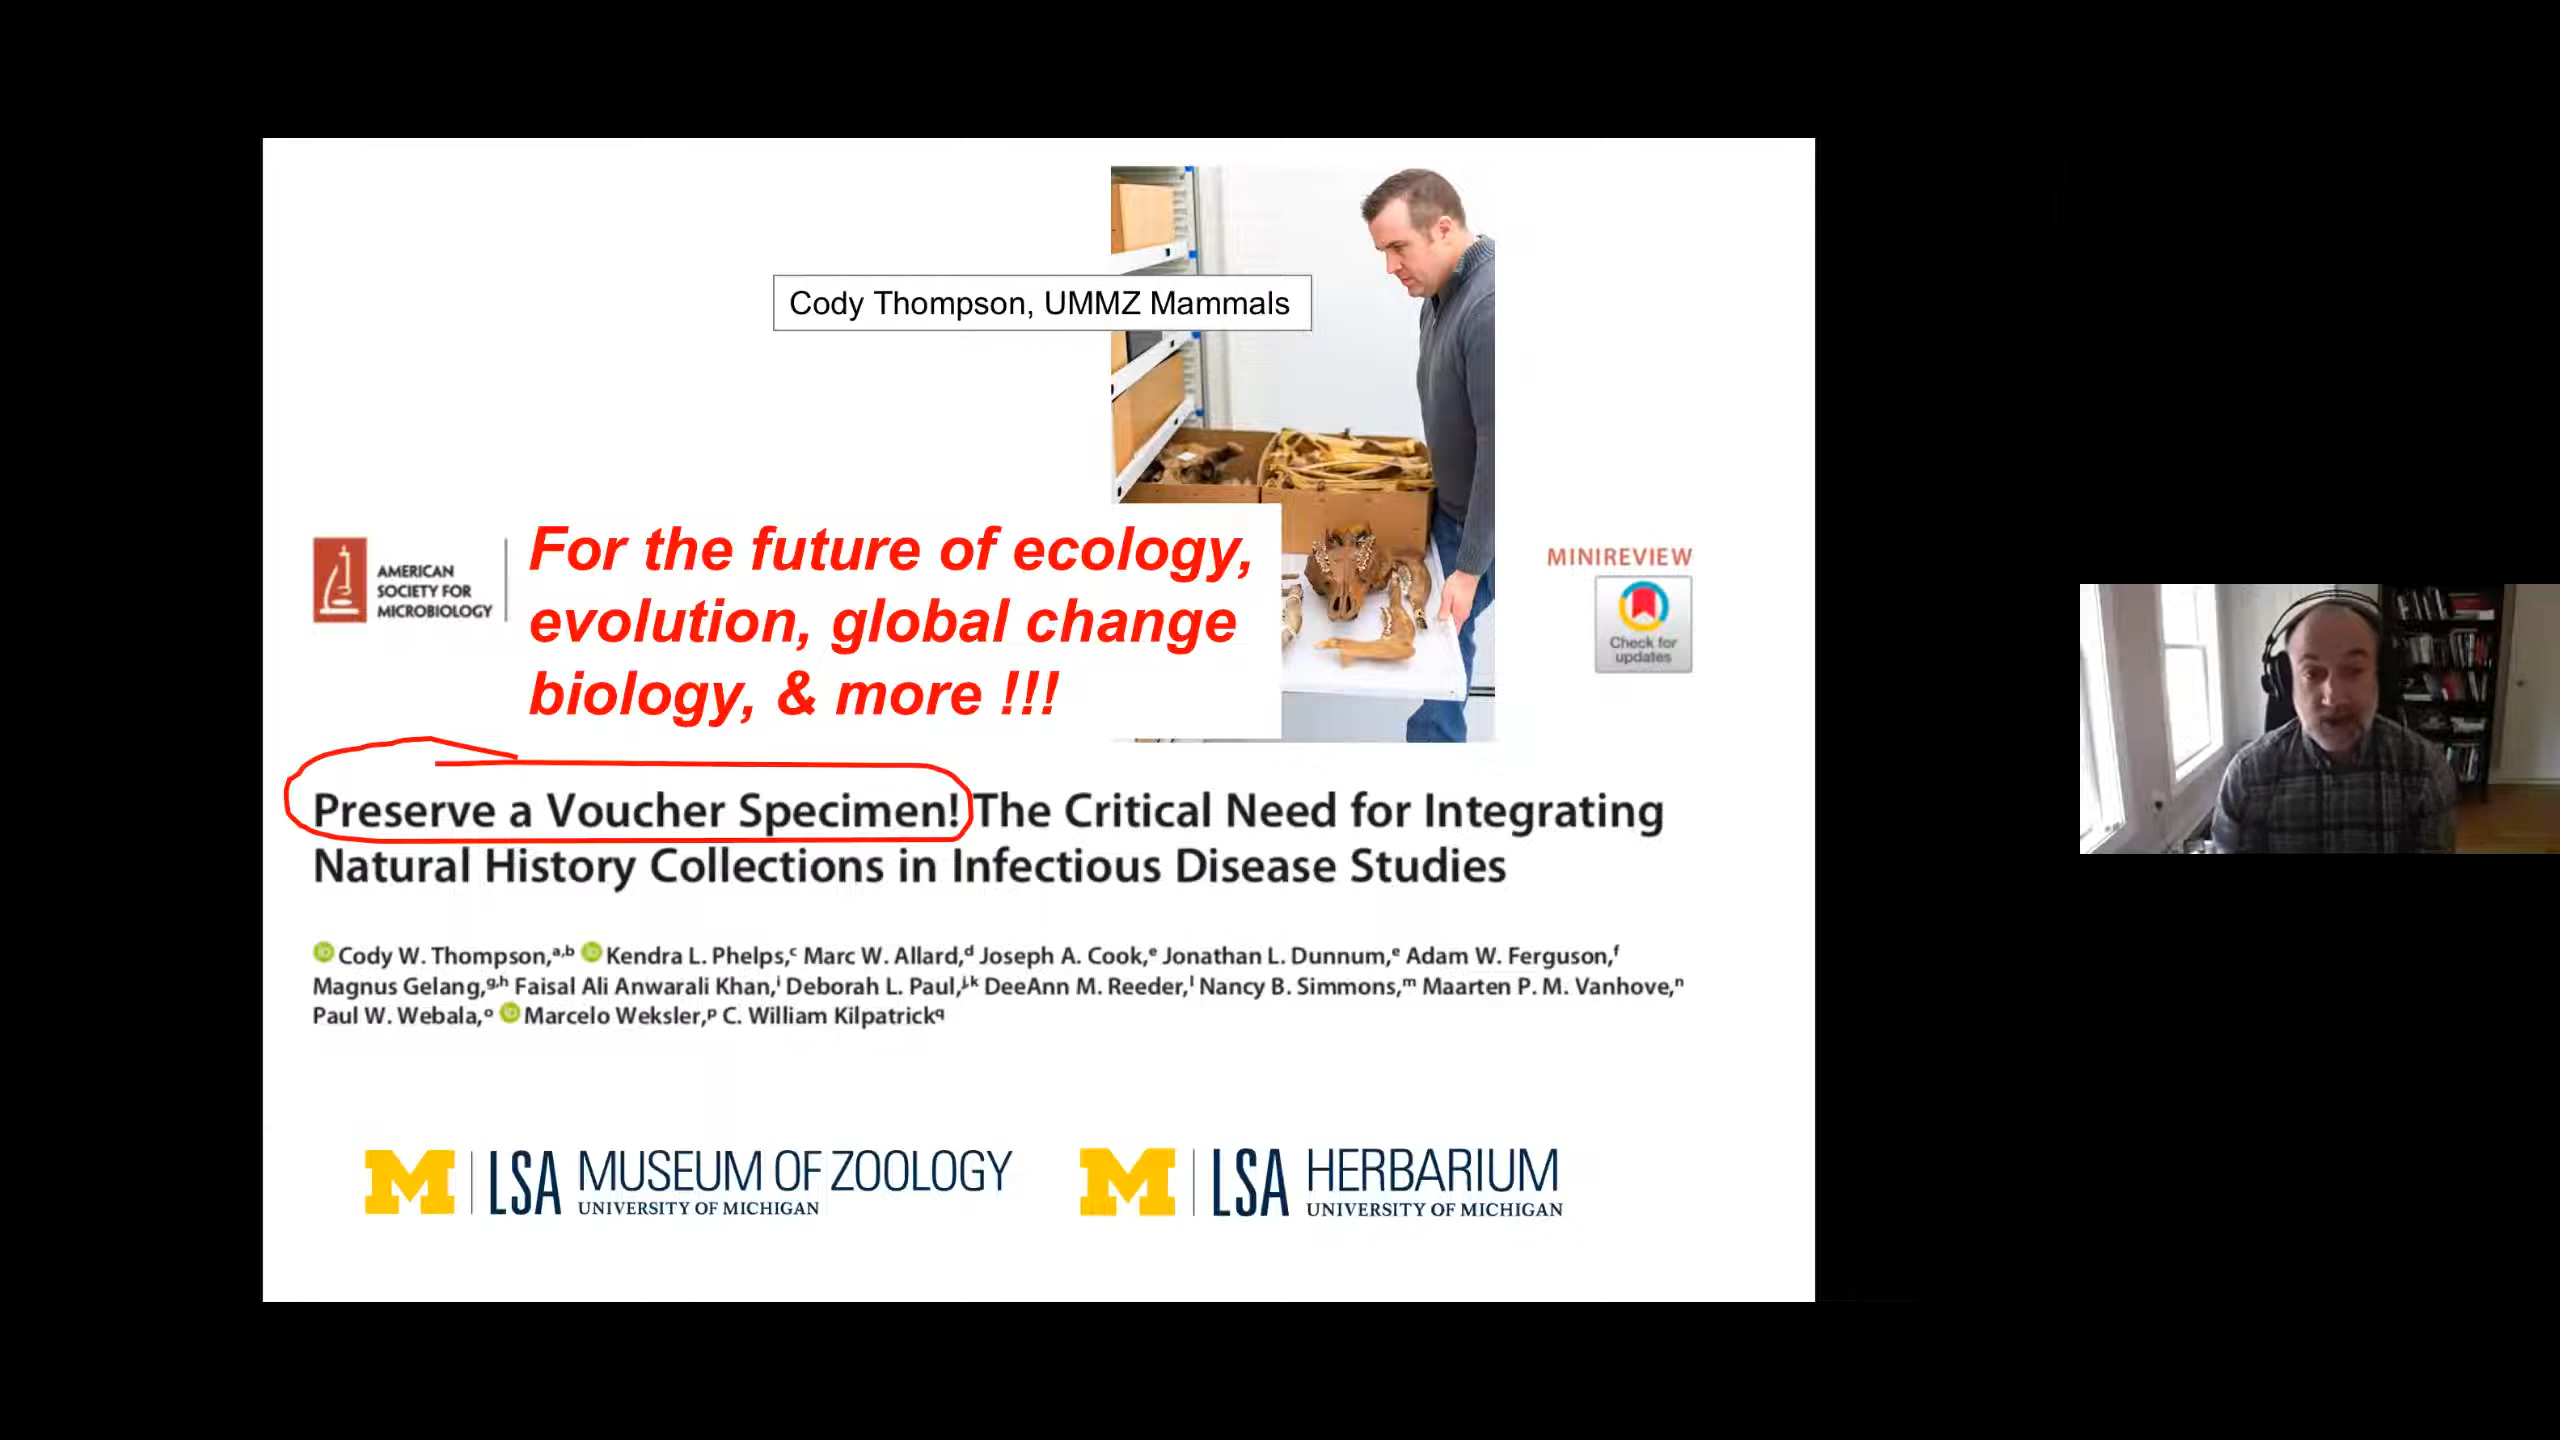 Cody Thompson, UMMZ Mammals
For the future of ecology,
evolution, global change
biology, & more !!!
AMERICAN
SOCIETY FOR
MICROBIOLOGY
MINIREVIEW
Check for
updates
Preserve a Voucher Specimen! The Critical Need for Integrating
Natural History Collections in Infectious Disease Studies
Cody W. Thompson,a,b Kendra L. Phelps,c Marc W. Allard,d Joseph A. Cook,e Jonathan L. Dunnum,e Adam W. Ferguson,f
Magnus Gelang,g,h Faisal Ali Anwarali Khan,i Deborah L. Paul,j,k DeeAnn M. Reeder,l Nancy B. Simmons,m Maarten P. M. Vanhove,n
Paul W. Webala,o Marcelo Weksler,p C. William Kilpatrickq
M LSA MUSEUM OF ZOOLOGY
UNIVERSITY OF MICHIGAN
M LSA HERBARIUM
UNIVERSITY OF MICHIGAN